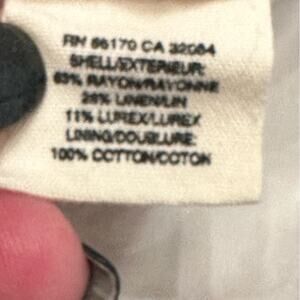 RN 66170 CA 32084
SHELL/EXTERIEUR:
63% RAYON/RAYONNE
26% LINEN/LIN
11% LUREX/LUREX
LINING/DOUBLURE:
100% COTTON/COTON